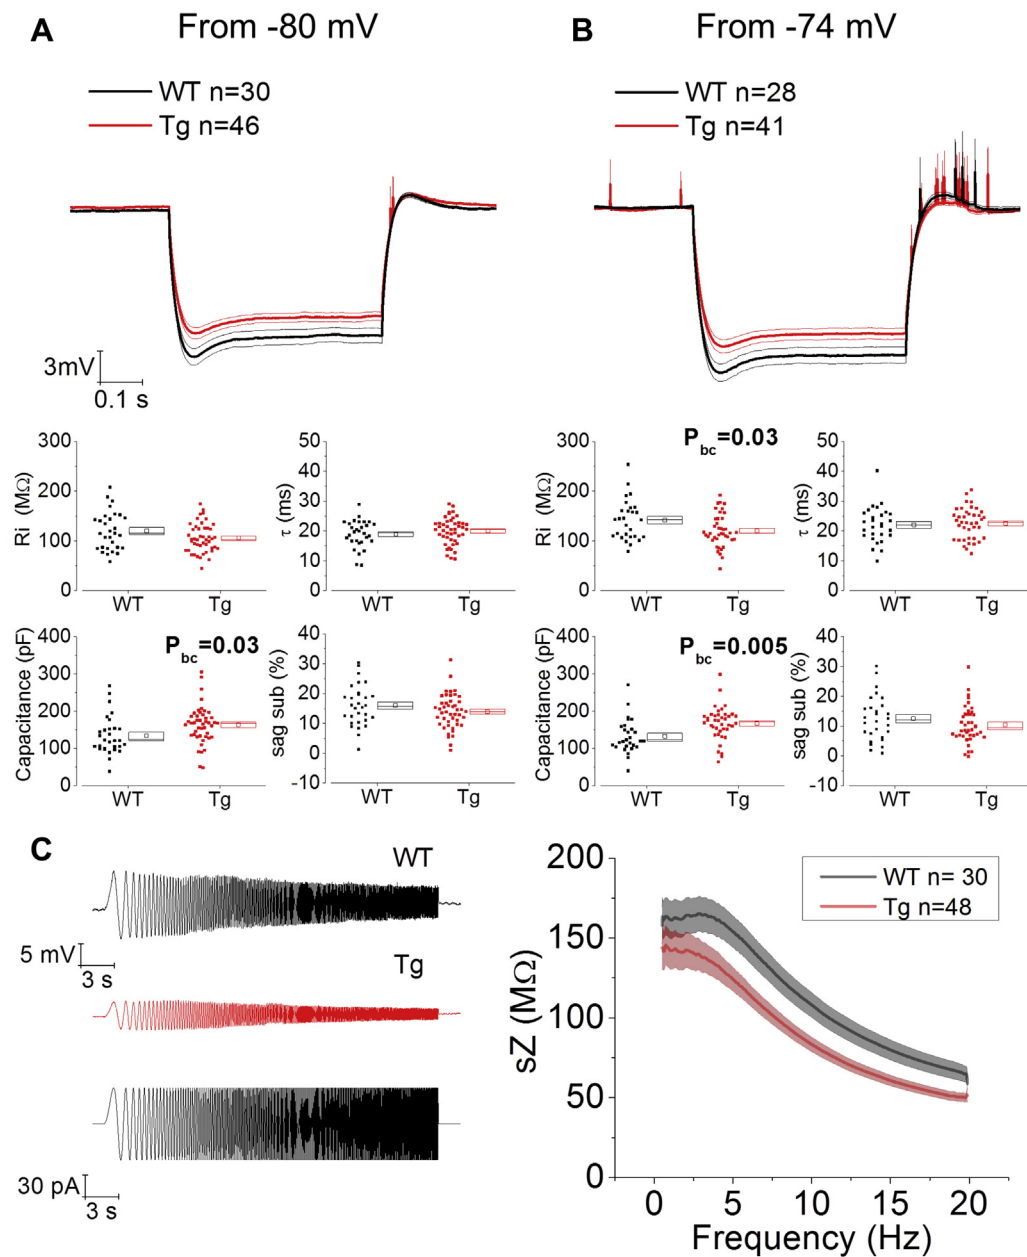 A From -80 mV
WT n=30
Tg n=46
3mV
0.1 s
B From -74 mV
WT n=28
Tg n=41
Ri (MΩ)
300
200
100
0
WT Tg
τ (ms)
50
40
30
20
10
0
WT Tg
Capacitance (pF)
400
300
200
100
0
P bc=0.03
WT Tg
sag sub (%)
40
30
20
10
0
-10
WT Tg
Ri (MΩ)
300
200
100
0
P bc=0.03
WT Tg
τ (ms)
50
40
30
20
10
0
WT Tg
Capacitance (pF)
400
300
200
100
0
P bc=0.005
WT Tg
sag sub (%)
40
30
20
10
0
-10
WT Tg
C
WT
5 mV
3 s
Tg
30 pA
3 s
sZ (MΩ)
200
150
100
50
0
WT n= 30
Tg n=48
0 5 10 15 20
Frequency (Hz)